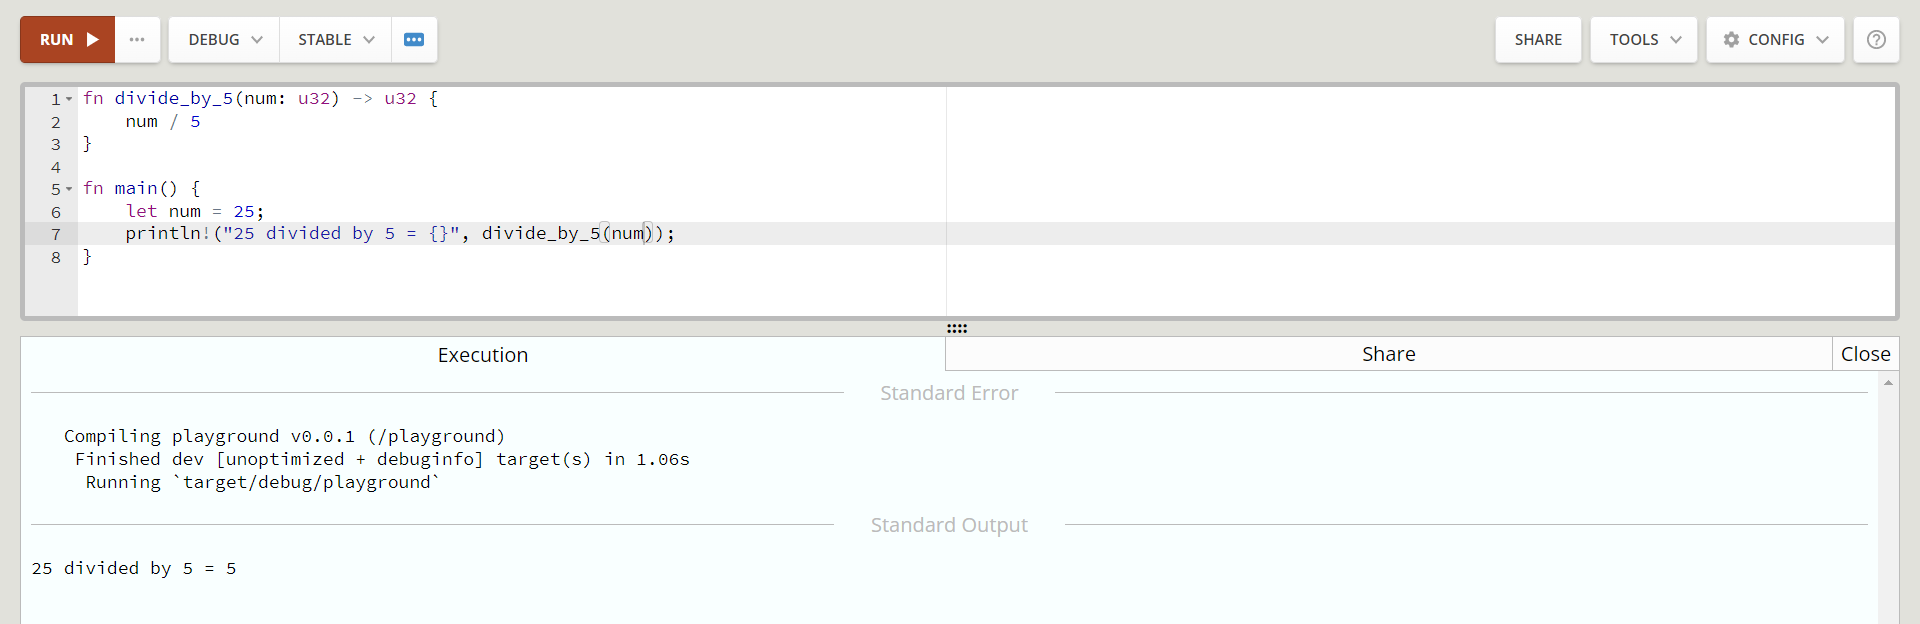 RUN ••• DEBUG STABLE SHARE TOOLS CONFIG ?
1 fn divide_by_5(num: u32) -> u32 {
2     num / 5
3 }
4
5 fn main() {
6     let num = 25;
7     println!("25 divided by 5 = {}", divide_by_5(num));
8 }
Execution Share Close
Standard Error
   Compiling playground v0.0.1 (/playground)
    Finished dev [unoptimized + debuginfo] target(s) in 1.06s
     Running `target/debug/playground`
Standard Output
25 divided by 5 = 5